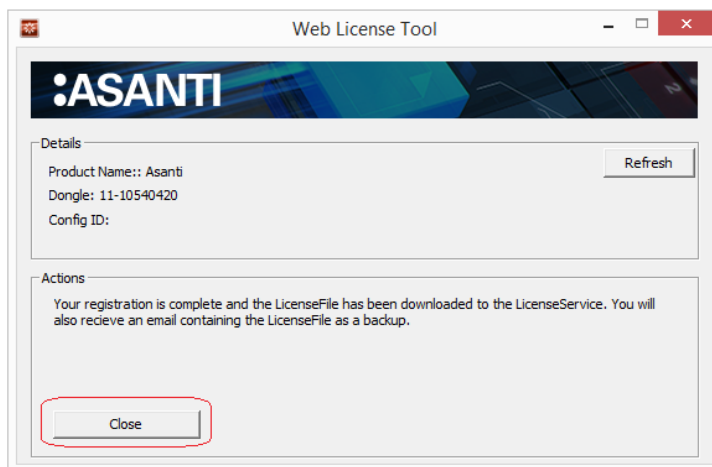 Web License Tool
:ASANTI
Details
Refresh
Product Name:: Asanti
Dongle: 11-10540420
Config ID:
Actions
Your registration is complete and the LicenseFile has been downloaded to the LicenseService. You will
also recieve an email containing the LicenseFile as a backup.
Close